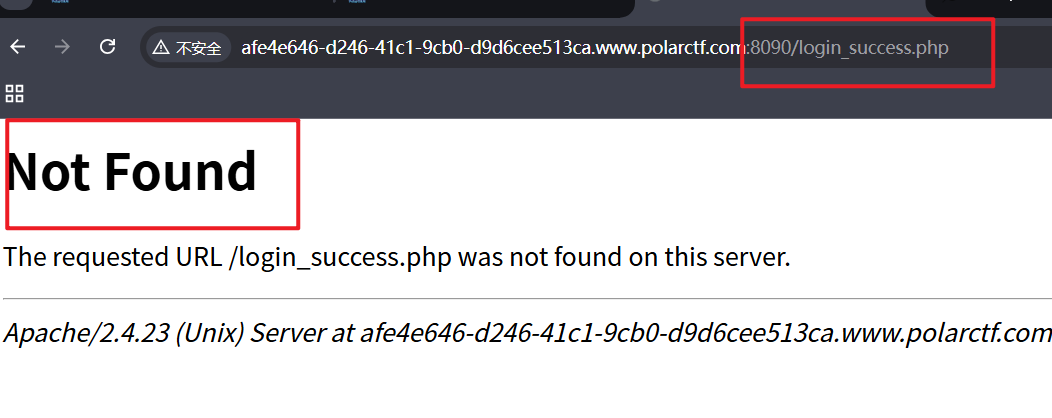 不安全 afe4e646-d246-41c1-9cb0-d9d6cee513ca.www.polarctf.com:8090/login_success.php
Not Found
The requested URL /login_success.php was not found on this server.
Apache/2.4.23 (Unix) Server at afe4e646-d246-41c1-9cb0-d9d6cee513ca.www.polarctf.com